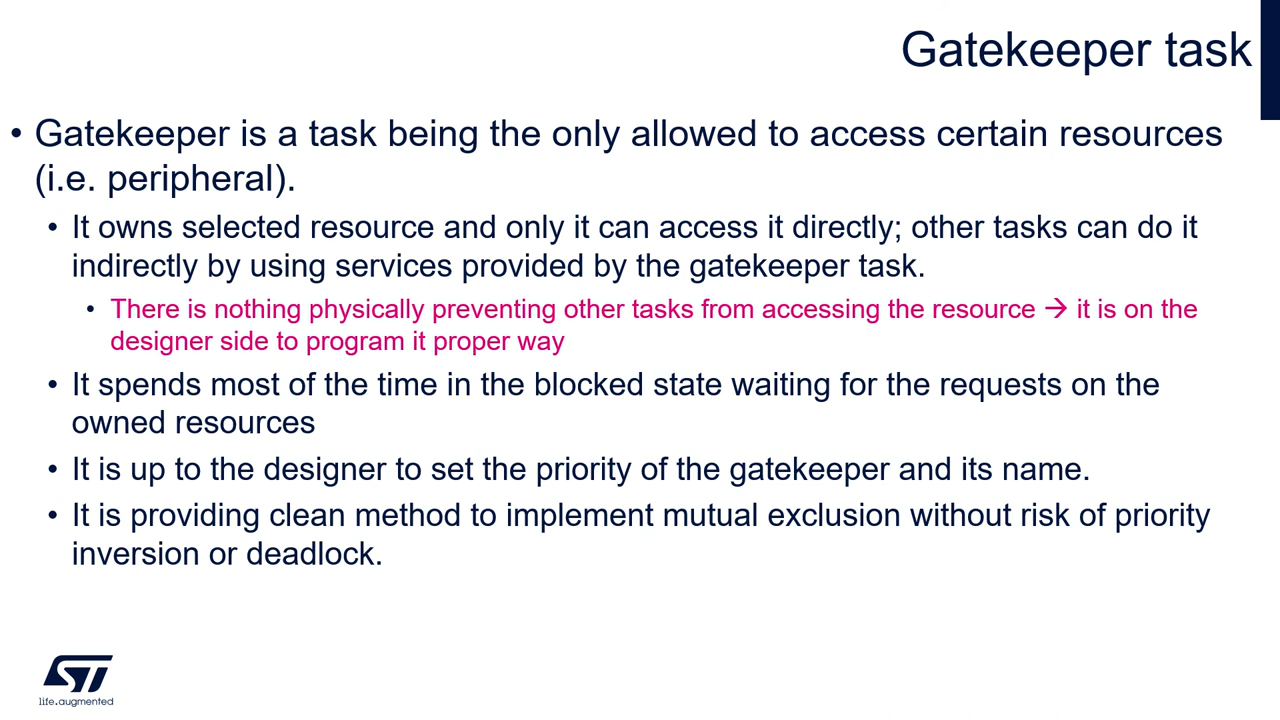 Gatekeeper task
• Gatekeeper is a task being the only allowed to access certain resources
(i.e. peripheral).
• It owns selected resource and only it can access it directly; other tasks can do it
indirectly by using services provided by the gatekeeper task.
• There is nothing physically preventing other tasks from accessing the resource → it is on the
designer side to program it proper way
• It spends most of the time in the blocked state waiting for the requests on the
owned resources
• It is up to the designer to set the priority of the gatekeeper and its name.
• It is providing clean method to implement mutual exclusion without risk of priority
inversion or deadlock.
ST
life.augmented